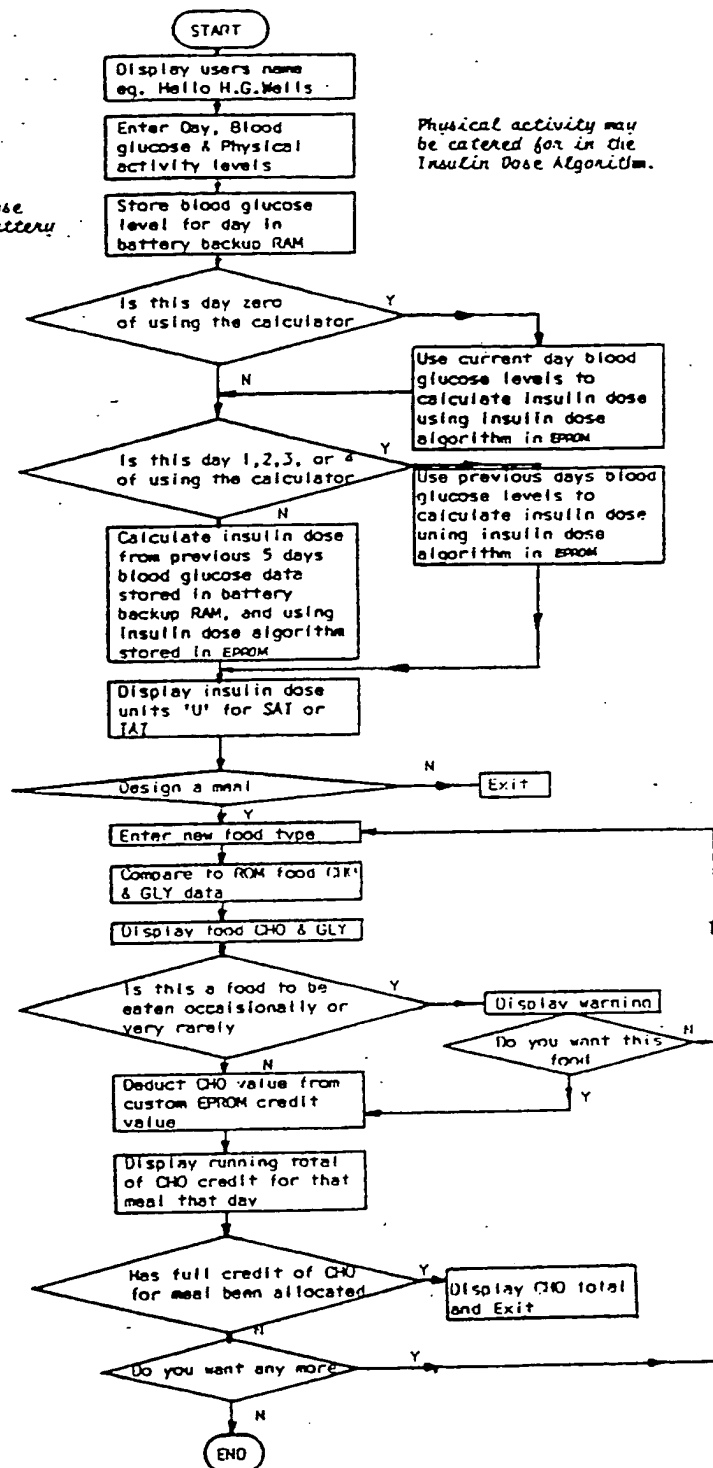 START
Display users name
eg. Hello H.G.Wells
Enter Day, Blood
glucose & Physical
activity levels
Physical activity may
be catered for in the
Insulin Dose Algorithm.
Store blood glucose
level for day in
battery backup RAM
Is this day zero
of using the calculator
Y
N
Use current day blood
glucose levels to
calculate insulin dose
using insulin dose
algorithm in EPROM
Is this day 1,2,3, or 4
of using the calculator
Y
N
Use previous days blood
glucose levels to
calculate insulin dose
uning insulin dose
algorithm in EPROM
Calculate insulin dose
from previous 5 days
blood glucose data
stored in battery
backup RAM, and using
insulin dose algorithm
stored in EPROM
Display insulin dose
units 'U' for SAI or
IAI
Design a meal
N
Exit
Y
Enter new food type
Compare to ROM food
& GLY data
Display food CHO & GLY
Is this a food to be
eaten occaisionally or
very rarely
Y
Display warning
Do you want this
food
N
Y
N
Deduct CHO value from
custom EPROM credit
value
Display running total
of CHO credit for that
meal that day
Has full credit of CHO
for meal been allocated
Y
Display CHO total
and Exit
N
Do you want any more
Y
N
END